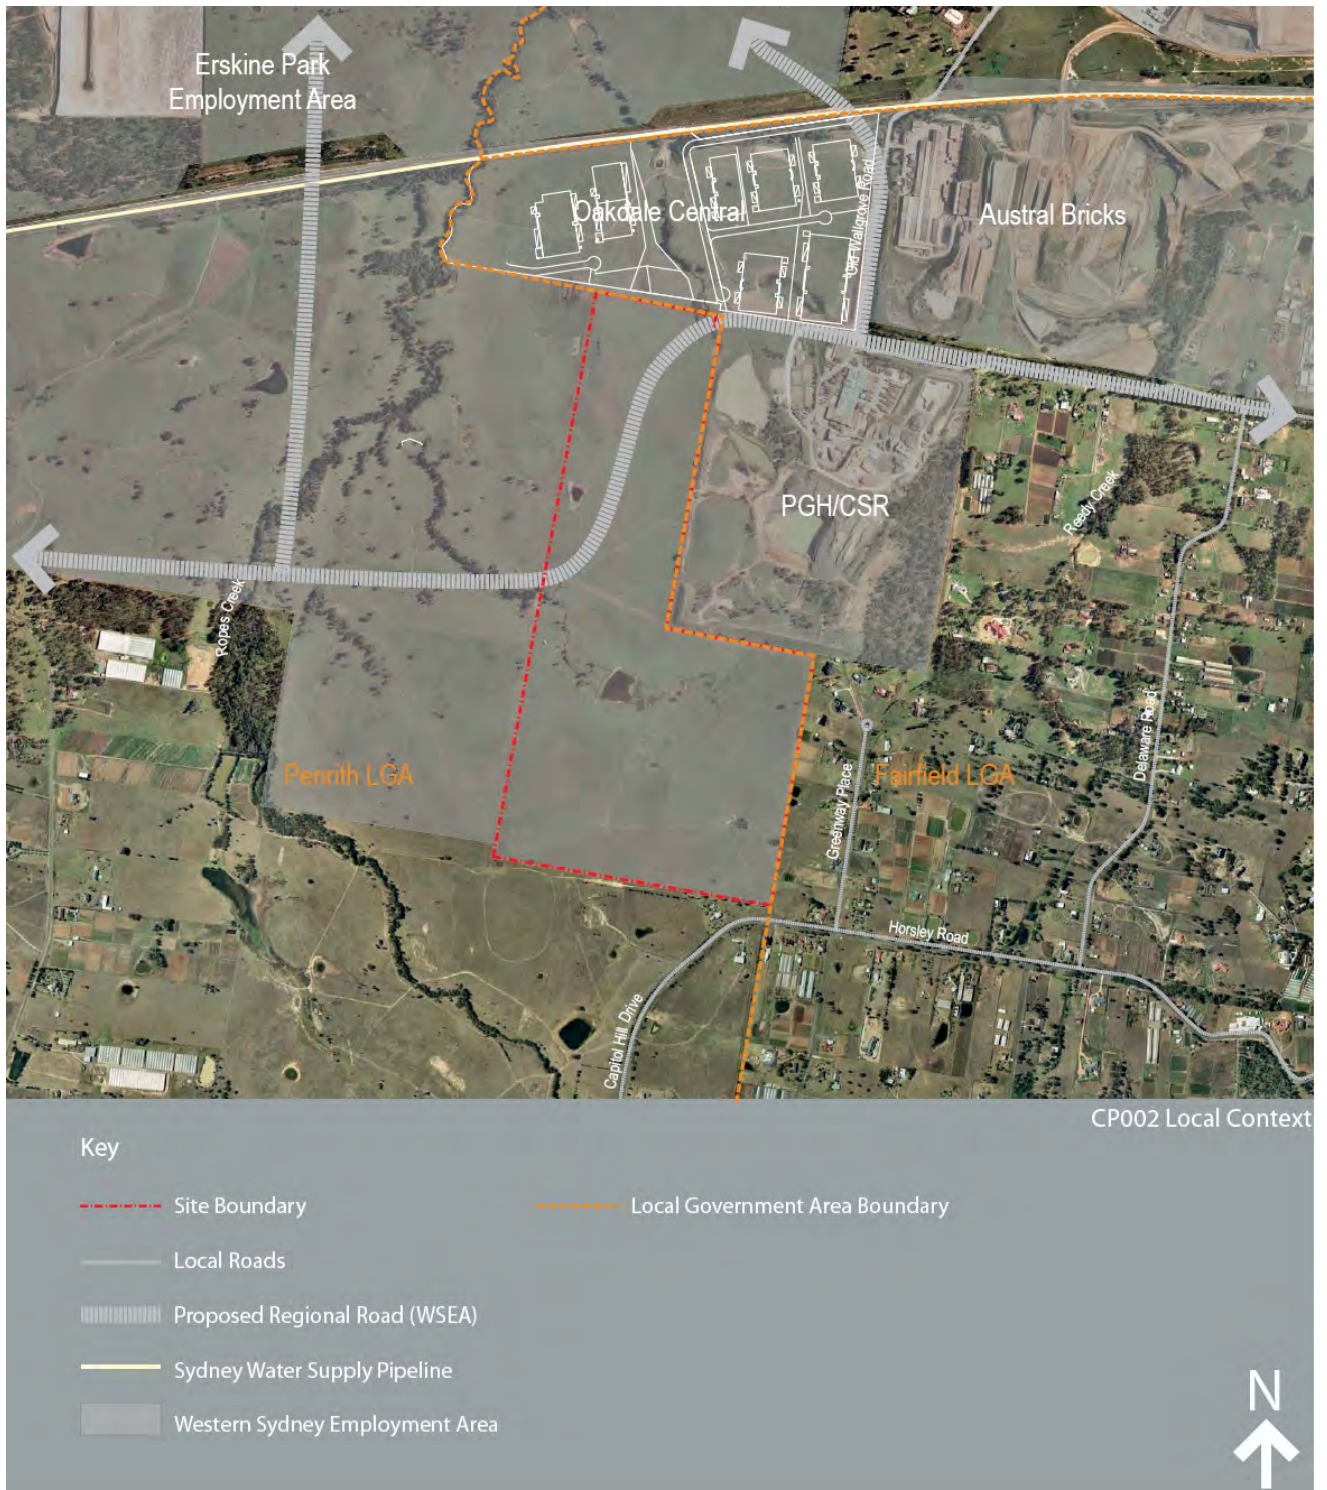 Erskine Park
Employment Area
Oakdale Central
Old Wallgrove Road
Austral Bricks
PGH/CSR
Reedy Creek
Ropes Creek
Delaware Road
Penrith LGA
Greenway Place
Fairfield LGA
Horsley Road
Capitol Hill Drive
CP002 Local Context
Key
Site Boundary
Local Government Area Boundary
Local Roads
Proposed Regional Road (WSEA)
Sydney Water Supply Pipeline
Western Sydney Employment Area
N